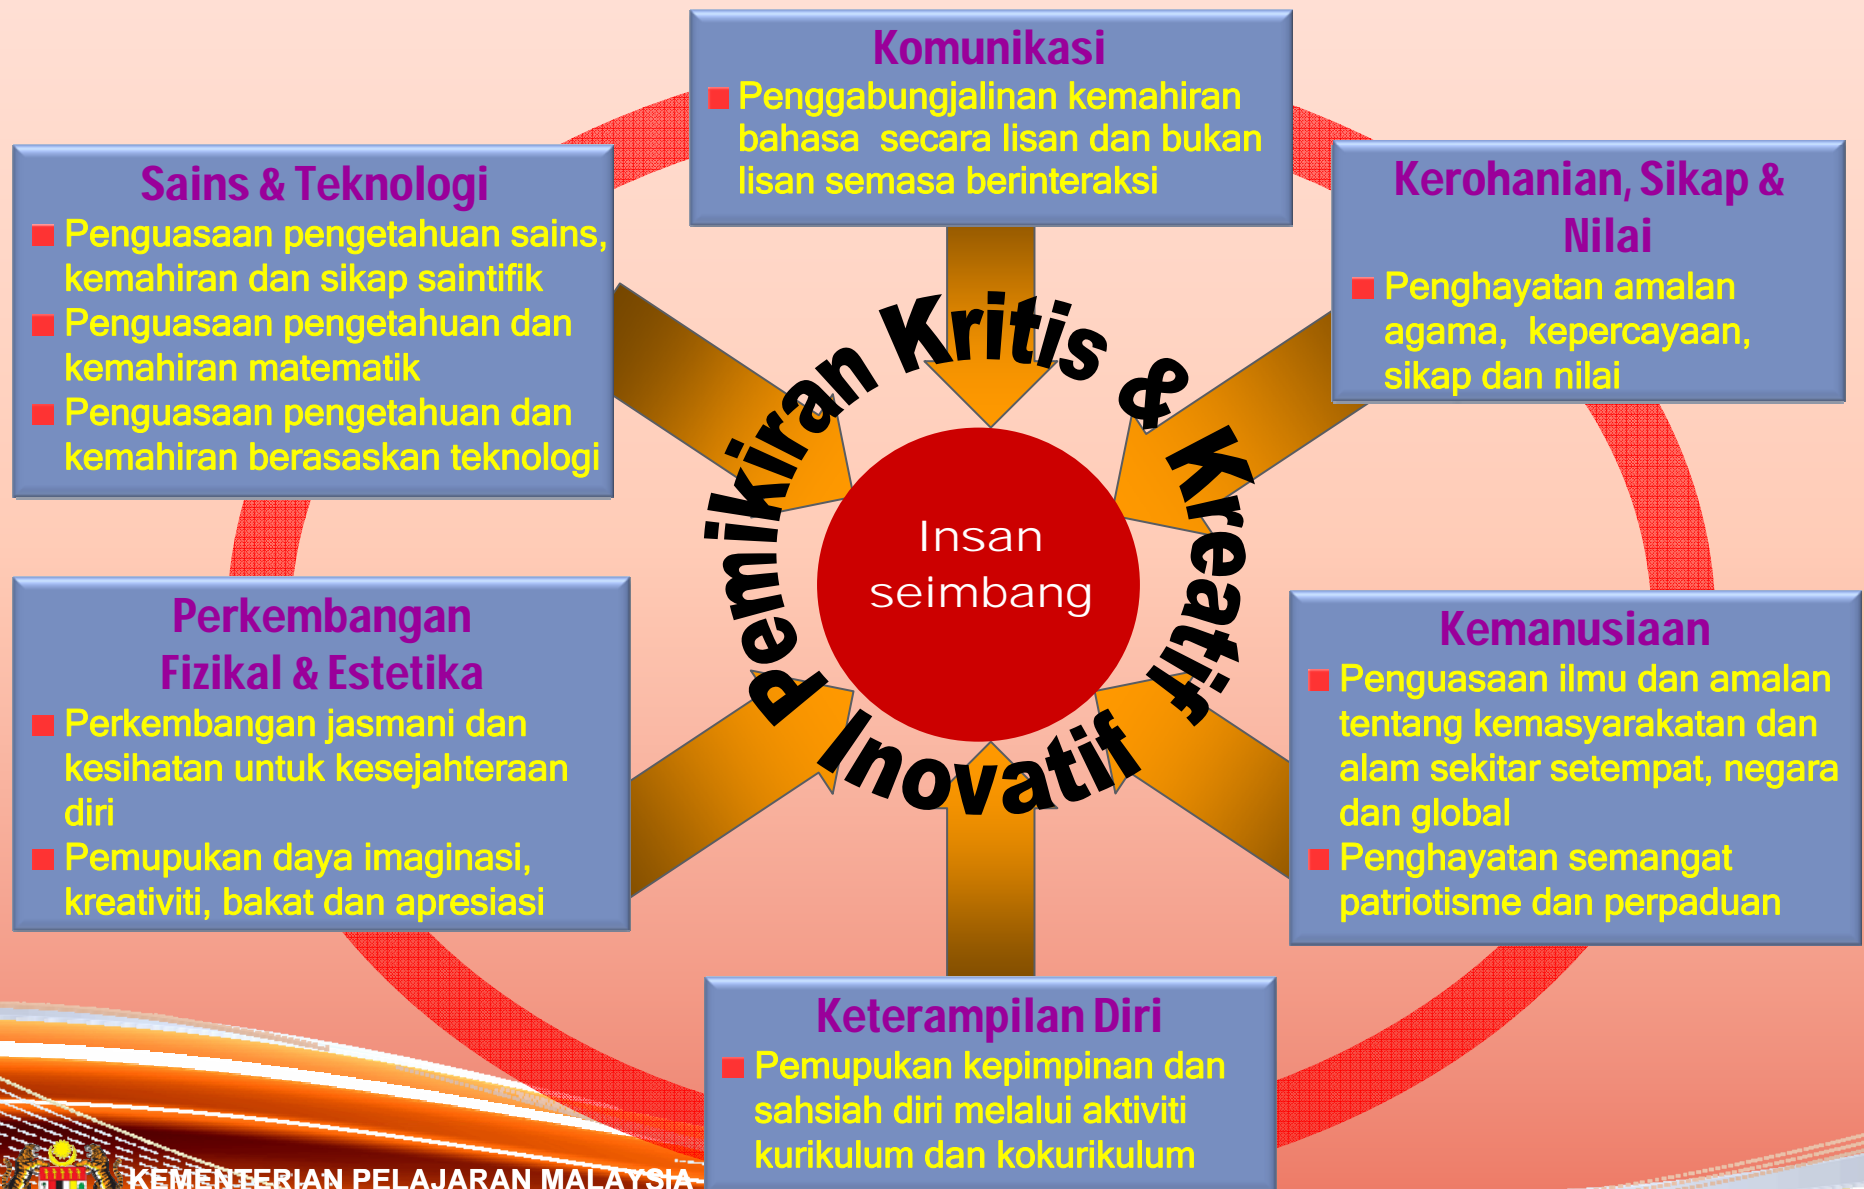 Komunikasi
Penggabungjalinan kemahiran
bahasa secara lisan dan bukan
lisan semasa berinteraksi
Sains & Teknologi
Penguasaan pengetahuan sains,
kemahiran dan sikap saintifik
Penguasaan pengetahuan dan
kemahiran matematik
Penguasaan pengetahuan dan
kemahiran berasaskan teknologi
Kerohanian, Sikap &
Nilai
Penghayatan amalan
agama, kepercayaan,
sikap dan nilai
Pemikiran Kritis & Kreatif
Inovatif
Insan
seimbang
Perkembangan
Fizikal & Estetika
Perkembangan jasmani dan
kesihatan untuk kesejahteraan
diri
Pemupukan daya imaginasi,
kreativiti, bakat dan apresiasi
Kemanusiaan
Penguasaan ilmu dan amalan
tentang kemasyarakatan dan
alam sekitar setempat, negara
dan global
Penghayatan semangat
patriotisme dan perpaduan
Keterampilan Diri
Pemupukan kepimpinan dan
sahsiah diri melalui aktiviti
kurikulum dan kokurikulum
KEMENTERIAN PELAJARAN MALAYSIA